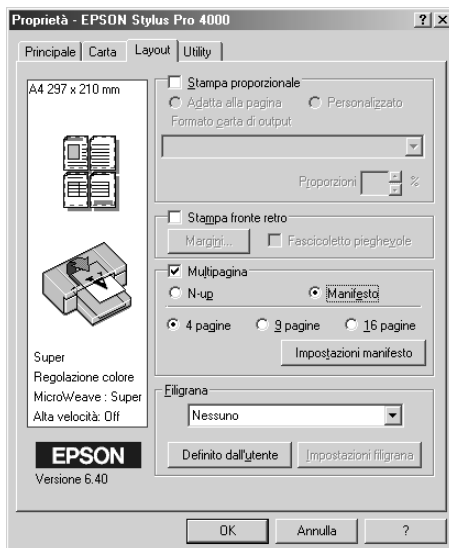 Proprietà - EPSON Stylus Pro 4000
Principale Carta Layout Utility
A4 297 x 210 mm
Stampa proporzionale
Adatta alla pagina Personalizzato
Formato carta di output
Proporzioni %
Stampa fronte retro
Margini... Fascicoletto pieghevole
Multipagina
N-up Manifesto
4 pagine 9 pagine 16 pagine
Impostazioni manifesto
Super
Regolazione colore
MicroWeave : Super
Alta velocità: Off
Filigrana
Nessuno
Definito dall'utente Impostazioni filigrana
EPSON
Versione 6.40
OK Annulla ?